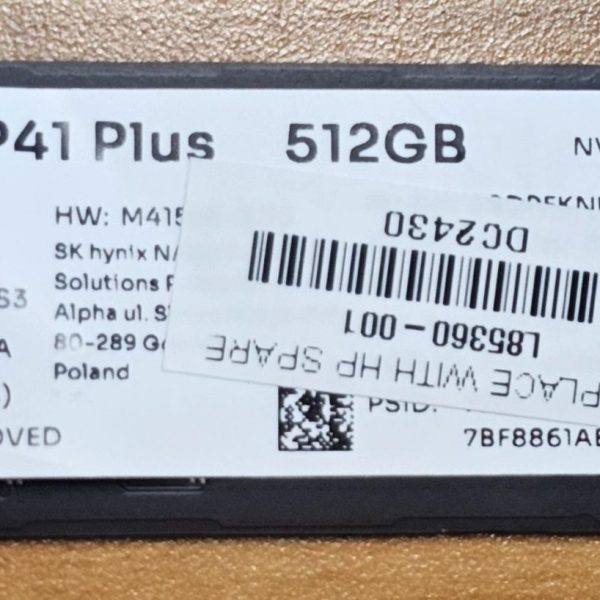 P41 Plus 512GB
HW: M415
SK hynix
Solutions
Alpha ul.
80-289
Poland
PSID:
7BF8861AE
DC2430
L85360-001
PLACE WITH HP SPARE